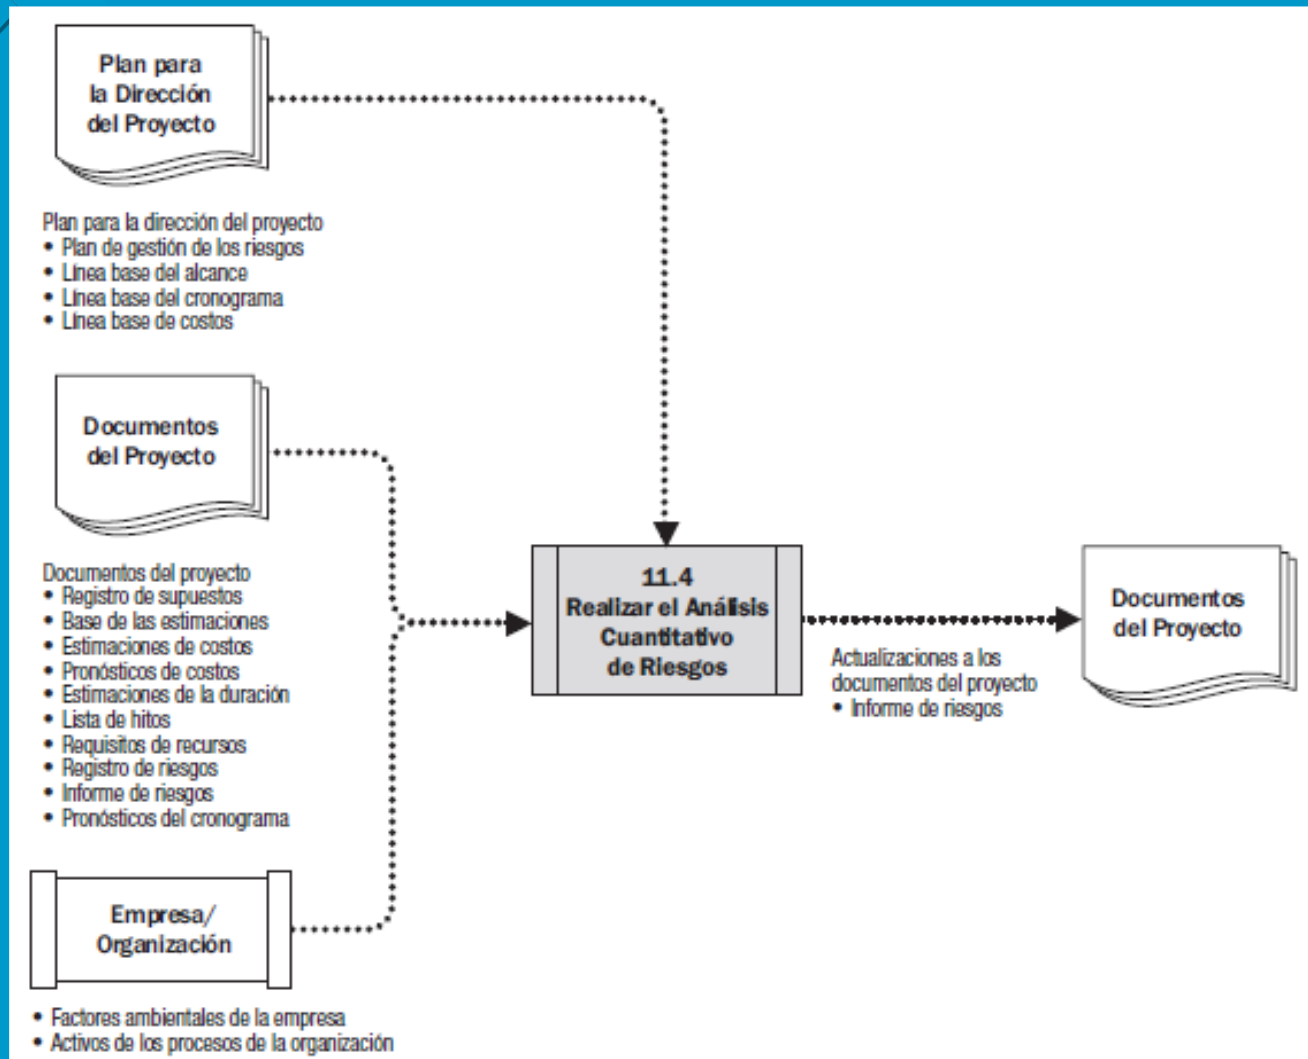 Plan para
la Dirección
del Proyecto
Plan para la dirección del proyecto
• Plan de gestión de los riesgos
• Línea base del alcance
• Línea base del cronograma
• Línea base de costos
Documentos
del Proyecto
Documentos del proyecto
• Registro de supuestos
• Base de las estimaciones
• Estimaciones de costos
• Pronósticos de costos
• Estimaciones de la duración
• Lista de hitos
• Requisitos de recursos
• Registro de riesgos
• Informe de riesgos
• Pronósticos del cronograma
Empresa/
Organización
• Factores ambientales de la empresa
• Activos de los procesos de la organización
11.4
Realizar el Análisis
Cuantitativo
de Riesgos
Actualizaciones a los
documentos del proyecto
• Informe de riesgos
Documentos
del Proyecto